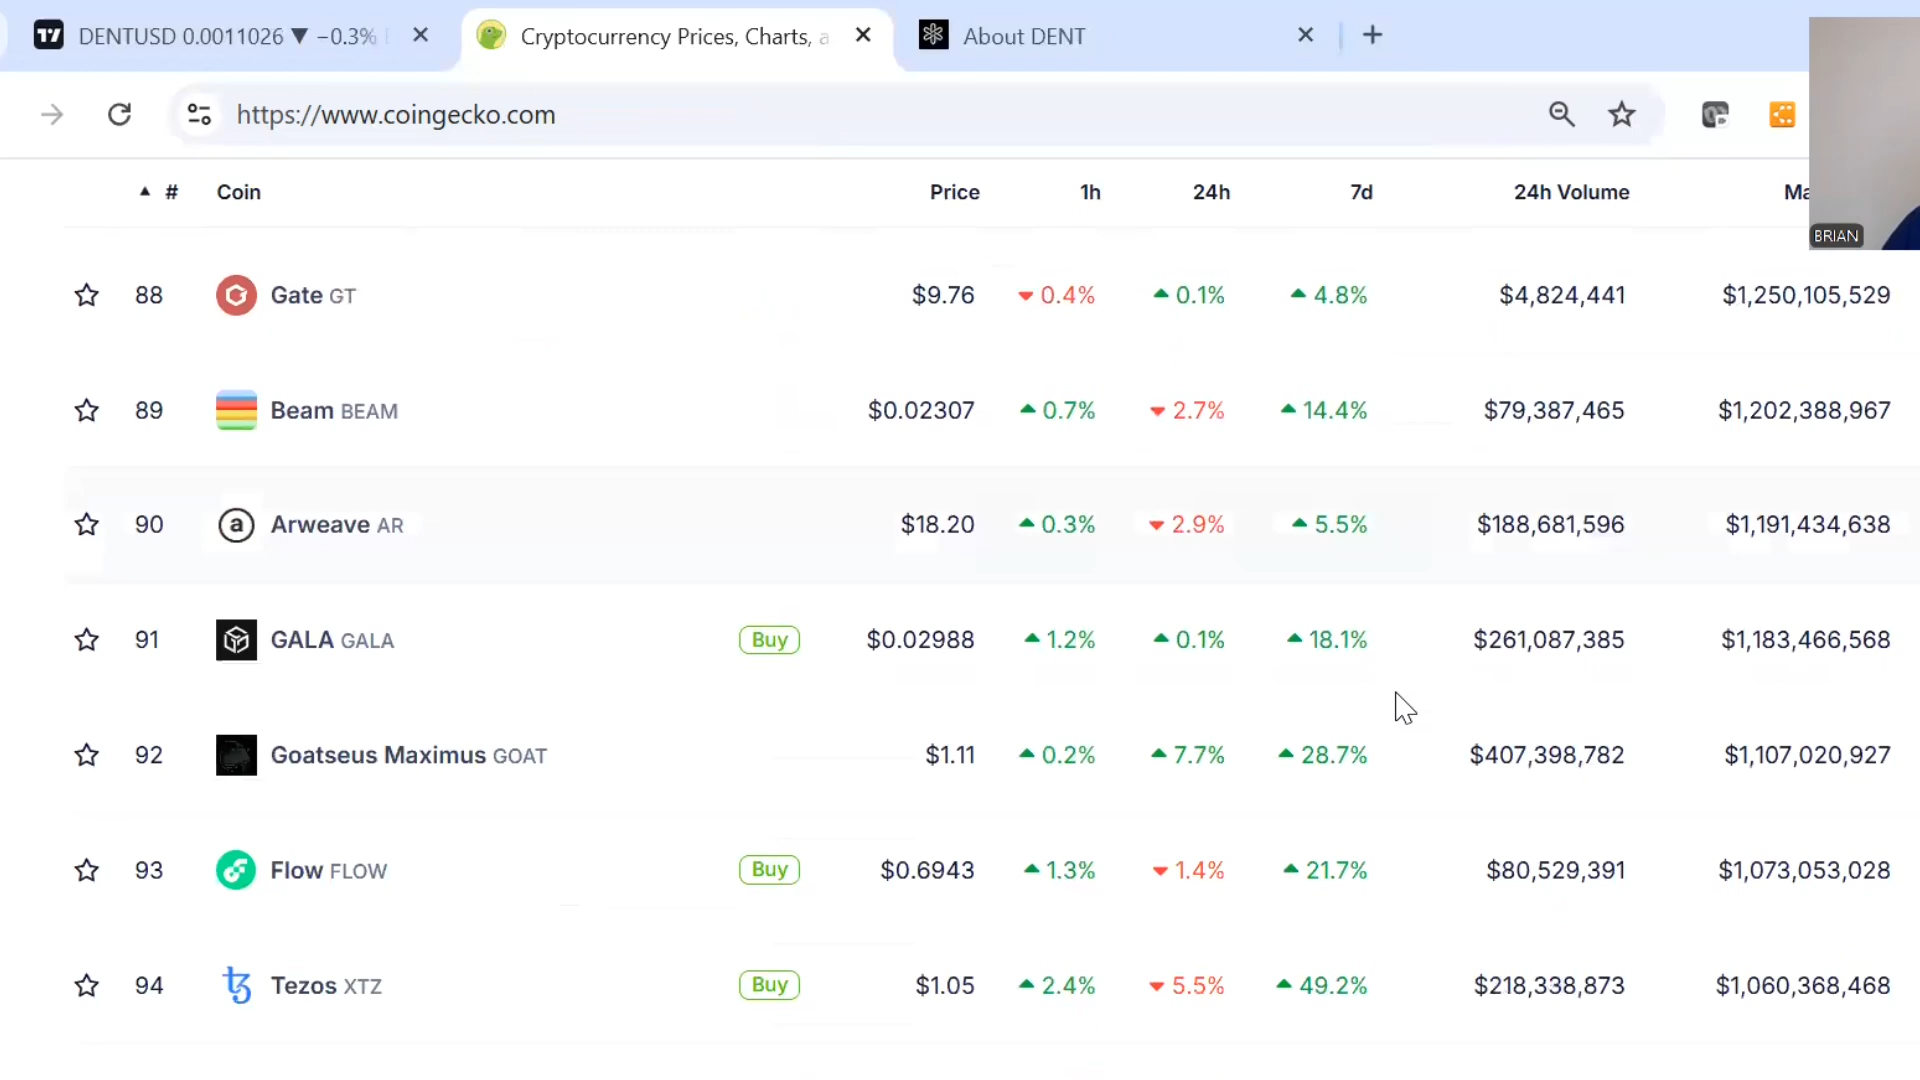 DENTUSD 0.0011026 ▼ −0.3%
Cryptocurrency Prices, Charts, a
About DENT
https://www.coingecko.com
BRIAN
▲ # Coin Price 1h 24h 7d 24h Volume Ma
88 Gate GT $9.76 ▼ 0.4% ▲ 0.1% ▲ 4.8% $4,824,441 $1,250,105,529
89 Beam BEAM $0.02307 ▲ 0.7% ▼ 2.7% ▲ 14.4% $79,387,465 $1,202,388,967
90 Arweave AR $18.20 ▲ 0.3% ▼ 2.9% ▲ 5.5% $188,681,596 $1,191,434,638
91 GALA GALA Buy $0.02988 ▲ 1.2% ▲ 0.1% ▲ 18.1% $261,087,385 $1,183,466,568
92 Goatseus Maximus GOAT $1.11 ▲ 0.2% ▲ 7.7% ▲ 28.7% $407,398,782 $1,107,020,927
93 Flow FLOW Buy $0.6943 ▲ 1.3% ▼ 1.4% ▲ 21.7% $80,529,391 $1,073,053,028
94 Tezos XTZ Buy $1.05 ▲ 2.4% ▼ 5.5% ▲ 49.2% $218,338,873 $1,060,368,468